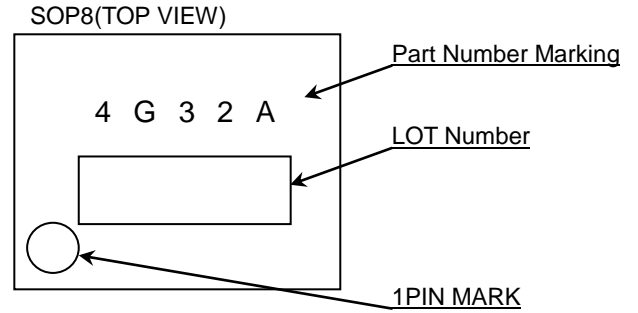 SOP8(TOP VIEW)
Part Number Marking
4 G 3 2 A
LOT Number
1PIN MARK